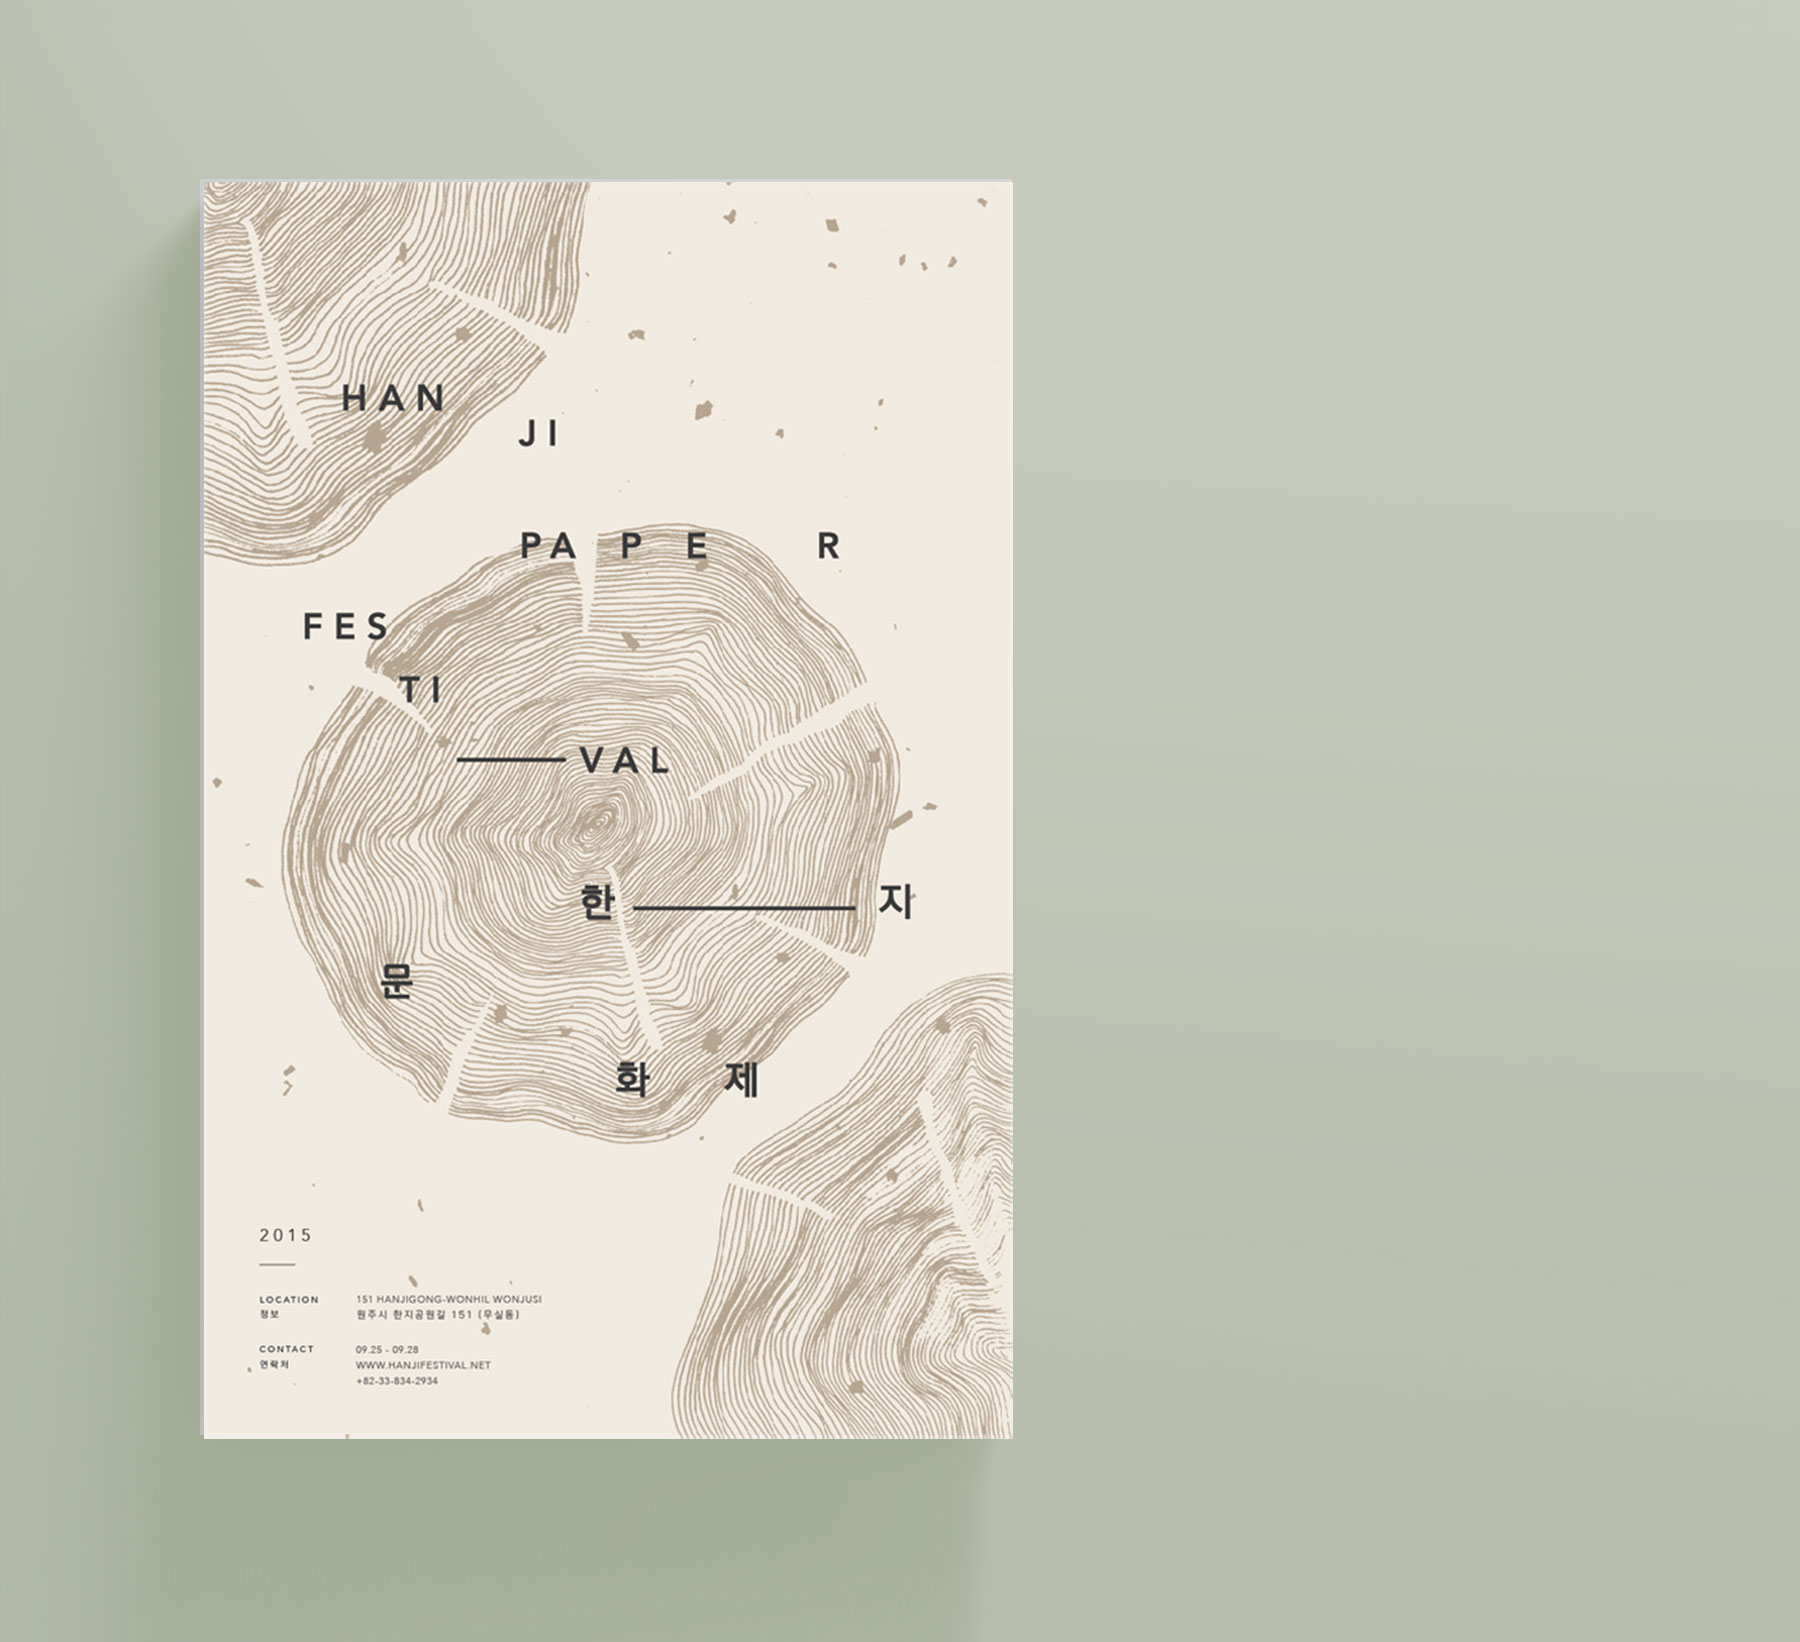 HAN
JI
PAPE R
FES
TI
VAL
한 지
문
화 제
2015
LOCATION 151 HANJIGONG-WONHIL WONJUSI
정보 원주시 한지공원길 151 (무실동)
CONTACT 09.25 - 09.28
연락처 WWW.HANJIFESTIVAL.NET
+82-33-834-2934